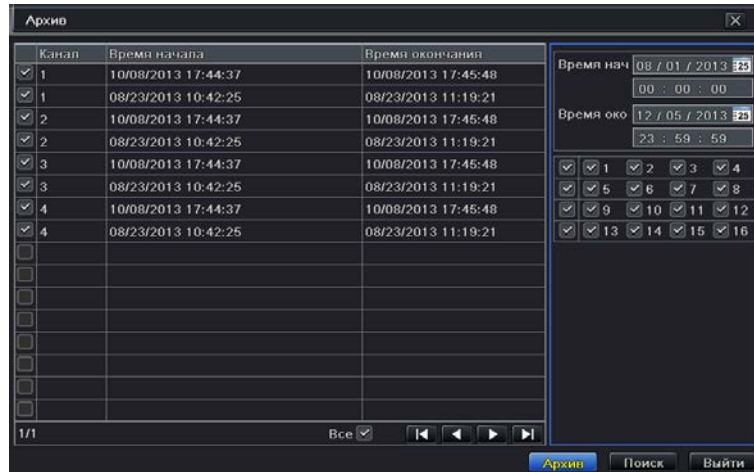 Архив
Канал Время начала Время окончания
1 10/08/2013 17:44:37 10/08/2013 17:45:48
1 08/23/2013 10:42:25 08/23/2013 11:19:21
2 10/08/2013 17:44:37 10/08/2013 17:45:48
2 08/23/2013 10:42:25 08/23/2013 11:19:21
3 10/08/2013 17:44:37 10/08/2013 17:45:48
3 08/23/2013 10:42:25 08/23/2013 11:19:21
4 10/08/2013 17:44:37 10/08/2013 17:45:48
4 08/23/2013 10:42:25 08/23/2013 11:19:21
1/1 Все
Время нач 08 / 01 / 2013 25
00 : 00 : 00
Время око 12 / 05 / 2013 25
23 : 59 : 59
1 2 3 4
5 6 7 8
9 10 11 12
13 14 15 16
Архив Поиск Выйти